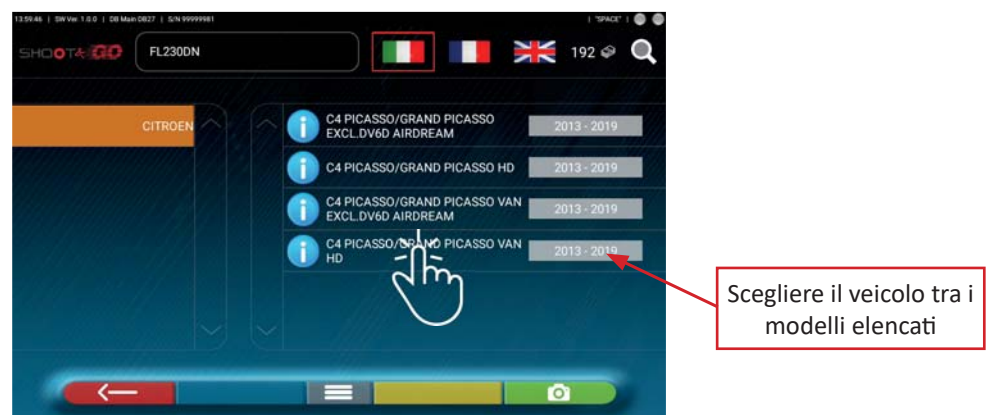 13:59:46 | SW Ver. 1.0.0 | DB Main DB27 | S/N 99999981
| "SPACE" |
SHOOT& GO
FL230DN
192
CITROEN
C4 PICASSO/GRAND PICASSO
EXCL.DV6D AIRDREAM
2013 - 2019
C4 PICASSO/GRAND PICASSO HD
2013 - 2019
C4 PICASSO/GRAND PICASSO VAN
EXCL.DV6D AIRDREAM
2013 - 2019
C4 PICASSO/GRAND PICASSO VAN
HD
2013 - 2019
Scegliere il veicolo tra i
modelli elencati